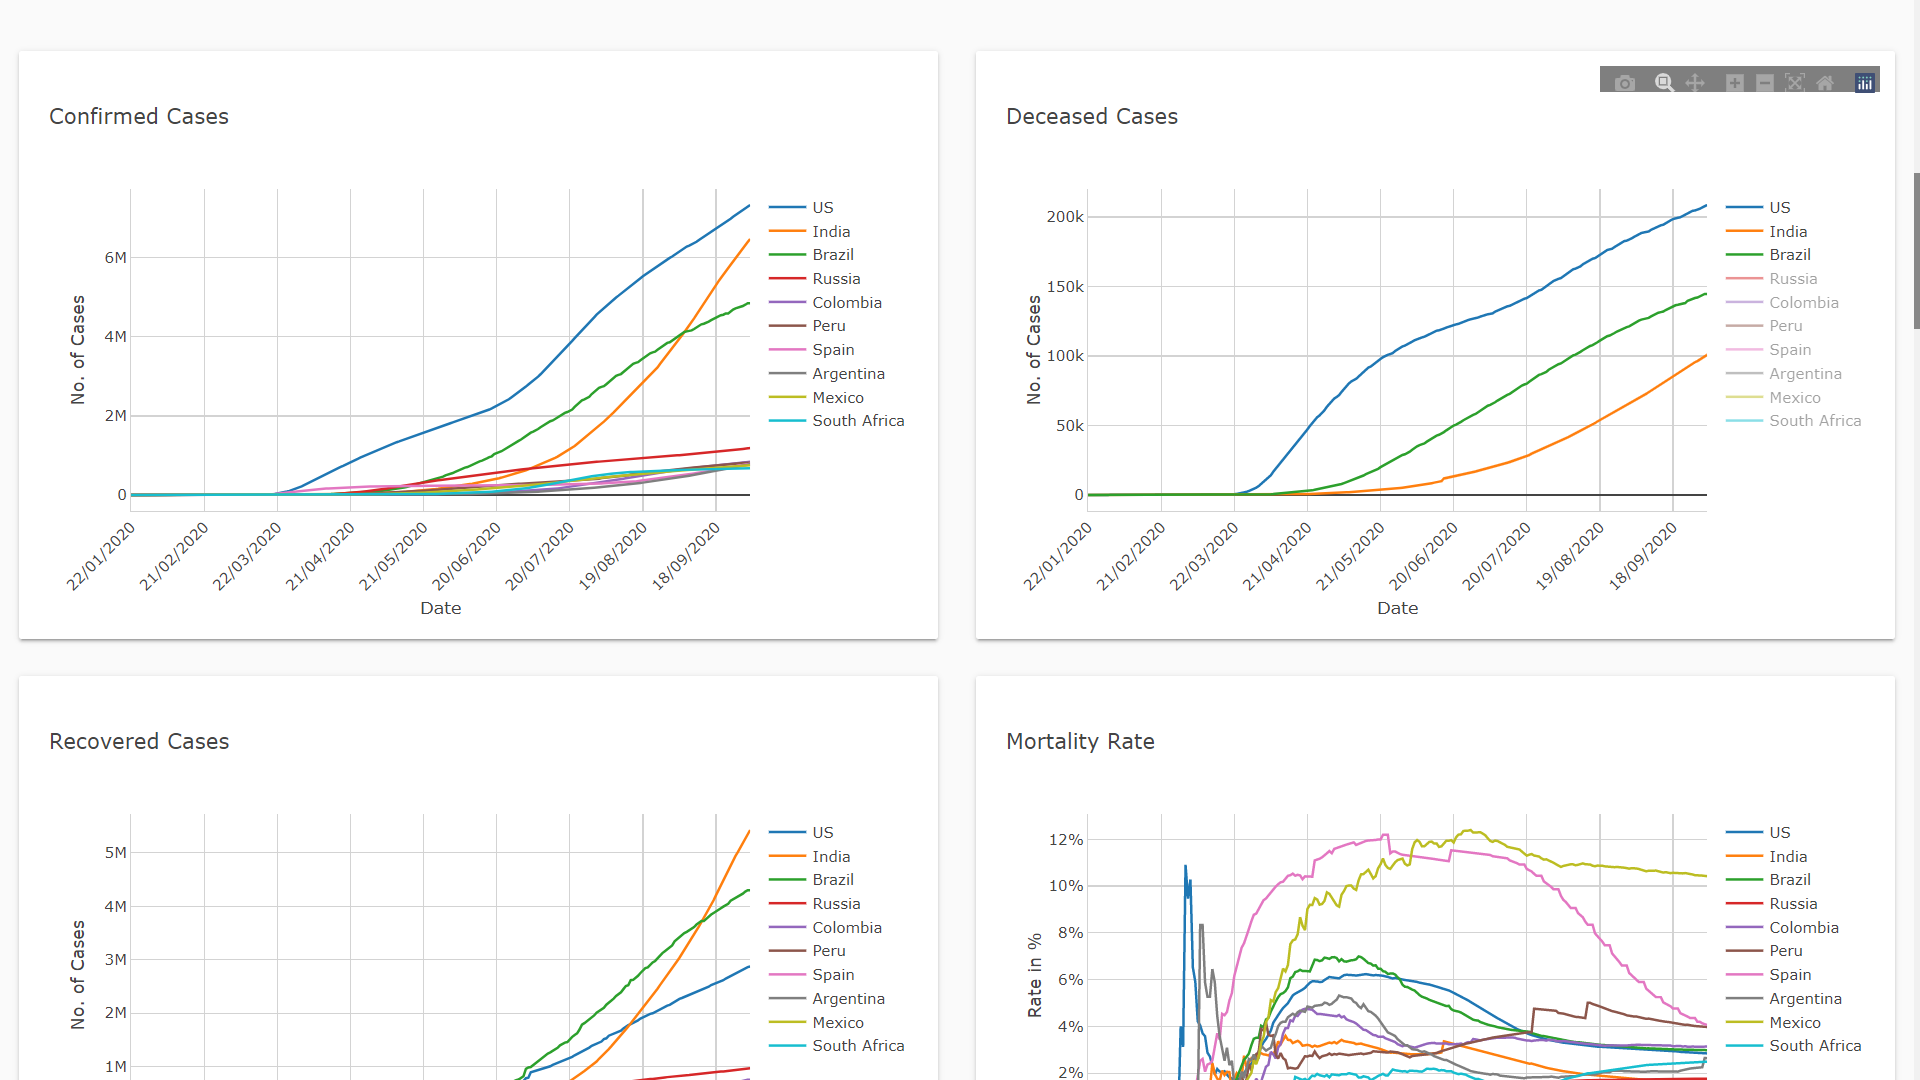 Confirmed Cases
No. of Cases
6M
4M
2M
0
22/01/2020
21/02/2020
22/03/2020
21/04/2020
21/05/2020
20/06/2020
20/07/2020
19/08/2020
18/09/2020
Date
US
India
Brazil
Russia
Colombia
Peru
Spain
Argentina
Mexico
South Africa
Deceased Cases
No. of Cases
200k
150k
100k
50k
0
22/01/2020
21/02/2020
22/03/2020
21/04/2020
21/05/2020
20/06/2020
20/07/2020
19/08/2020
18/09/2020
Date
US
India
Brazil
Russia
Colombia
Peru
Spain
Argentina
Mexico
South Africa
Recovered Cases
No. of Cases
5M
4M
3M
2M
1M
US
India
Brazil
Russia
Colombia
Peru
Spain
Argentina
Mexico
South Africa
Mortality Rate
Rate in %
12%
10%
8%
6%
4%
2%
US
India
Brazil
Russia
Colombia
Peru
Spain
Argentina
Mexico
South Africa